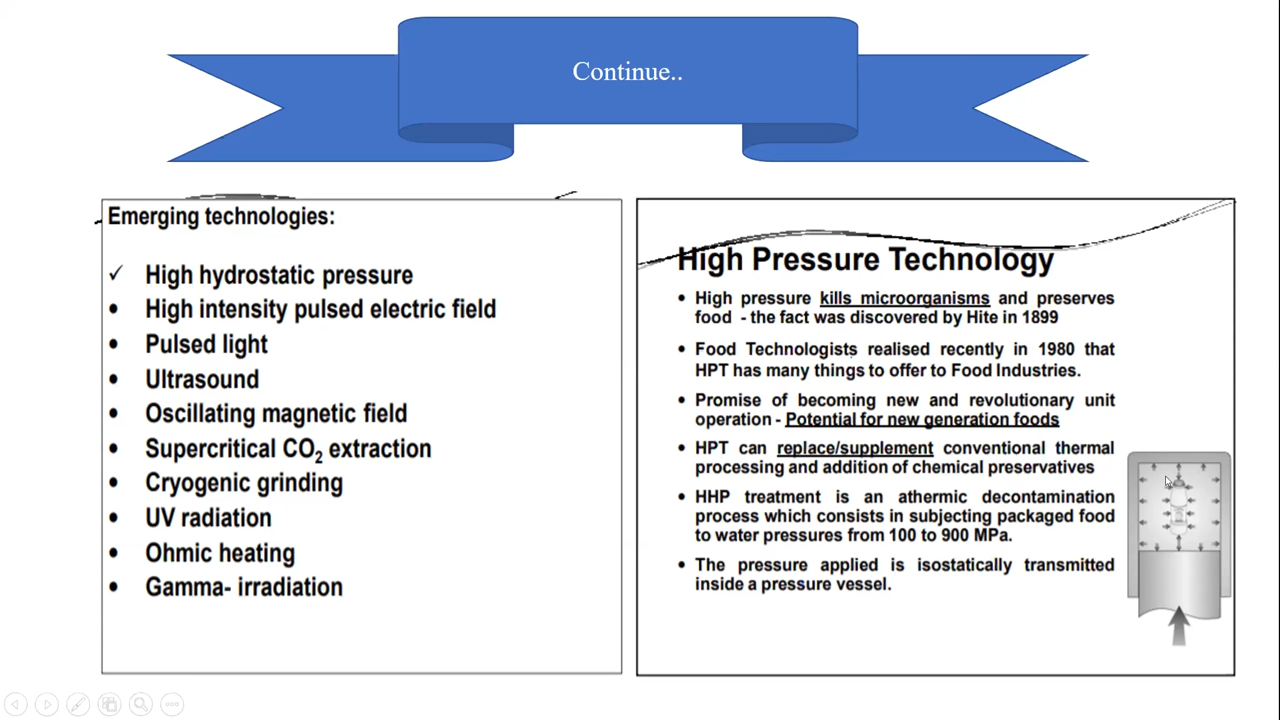 Continue..
Emerging technologies:
✓ High hydrostatic pressure
• High intensity pulsed electric field
• Pulsed light
• Ultrasound
• Oscillating magnetic field
• Supercritical CO₂ extraction
• Cryogenic grinding
• UV radiation
• Ohmic heating
• Gamma- irradiation
High Pressure Technology
• High pressure kills microorganisms and preserves
food - the fact was discovered by Hite in 1899
• Food Technologists realised recently in 1980 that
HPT has many things to offer to Food Industries.
• Promise of becoming new and revolutionary unit
operation - Potential for new generation foods
• HPT can replace/supplement conventional thermal
processing and addition of chemical preservatives
• HHP treatment is an athermic decontamination
process which consists in subjecting packaged food
to water pressures from 100 to 900 MPa.
• The pressure applied is isostatically transmitted
inside a pressure vessel.